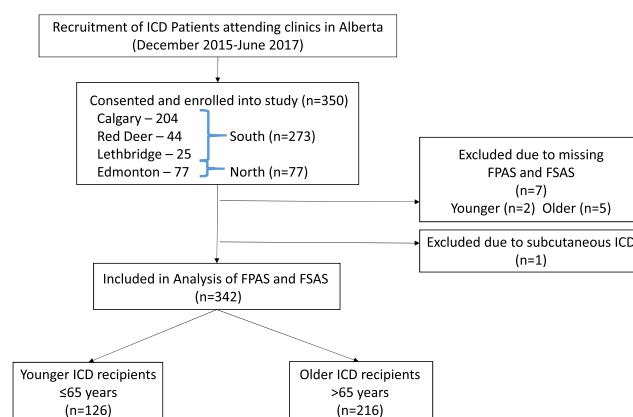 Recruitment of ICD Patients attending clinics in Alberta
(December 2015-June 2017)
Consented and enrolled into study (n=350)
Calgary – 204
Red Deer – 44
South (n=273)
Lethbridge – 25
Edmonton – 77
North (n=77)
Excluded due to missing
FPAS and FSAS
(n=7)
Younger (n=2) Older (n=5)
Excluded due to subcutaneous ICD
(n=1)
Included in Analysis of FPAS and FSAS
(n=342)
Younger ICD recipients
≤65 years
(n=126)
Older ICD recipients
>65 years
(n=216)